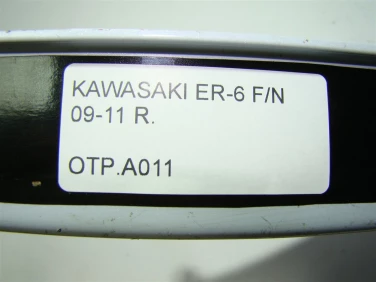 KAWASAKI ER-6 F/N
09-11 R.
OTP.A011